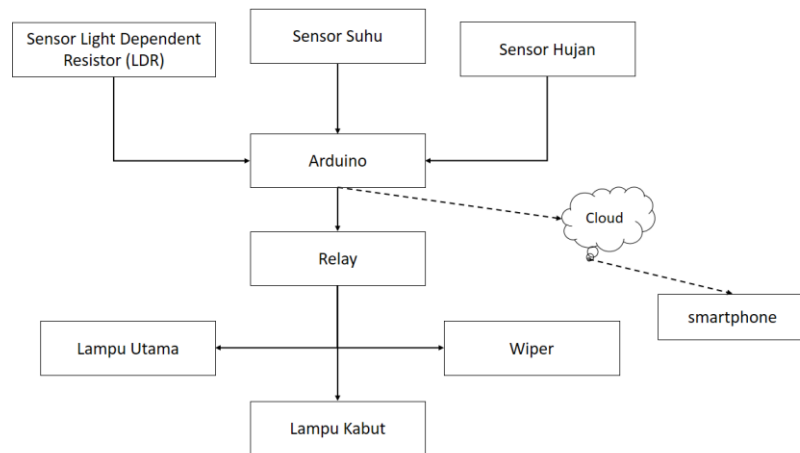 Sensor Light Dependent
Resistor (LDR)
Sensor Suhu
Sensor Hujan
Arduino
Cloud
Relay
smartphone
Lampu Utama
Wiper
Lampu Kabut